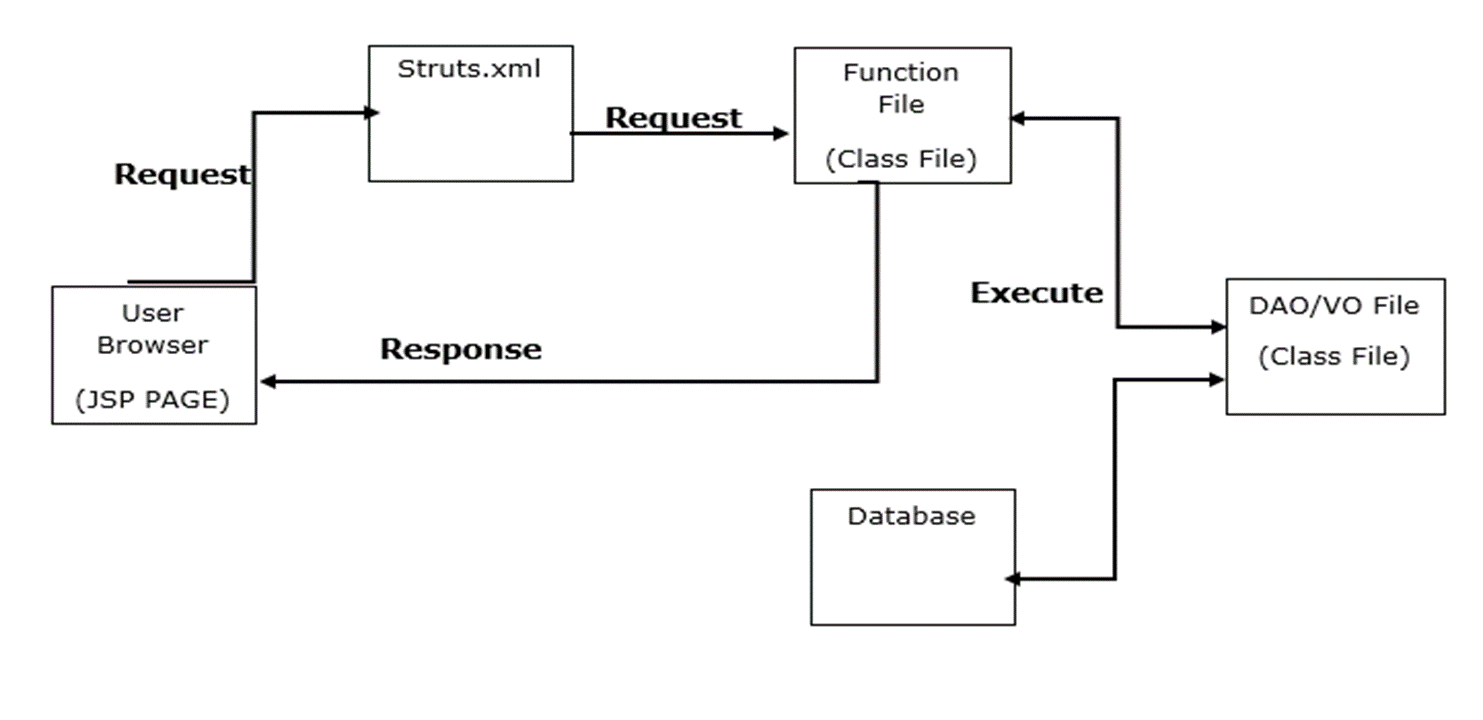 Struts.xml
Request
Function
File
(Class File)
Request
User
Browser
(JSP PAGE)
Response
Execute
DAO/VO File
(Class File)
Database